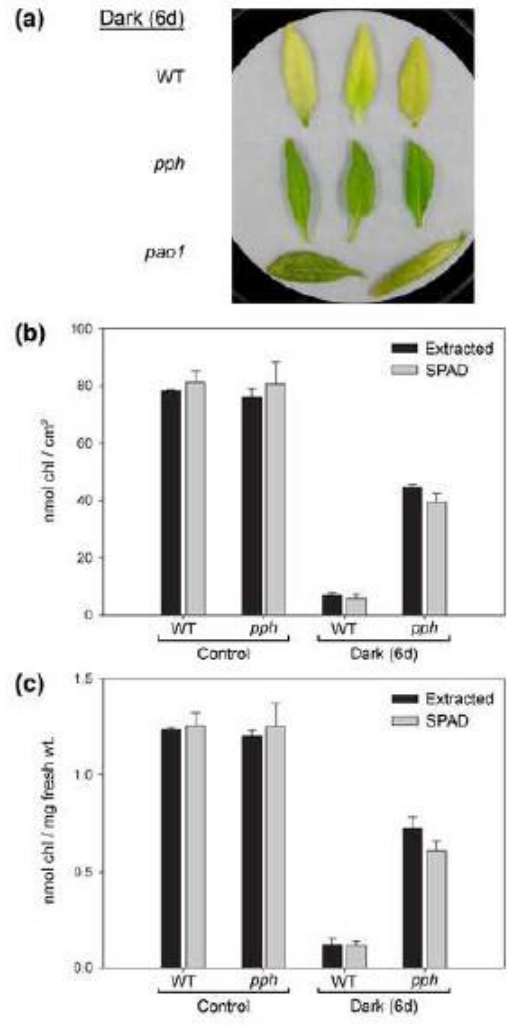 (a) Dark (6d)
WT
pph
pao1
(b)
100
80
60
40
20
0
nmol chl / cm²
Extracted
SPAD
WT pph WT pph
Control Dark (6d)
(c)
1.5
1.0
0.5
0.0
nmol chl / mg fresh wt.
Extracted
SPAD
WT pph WT pph
Control Dark (6d)